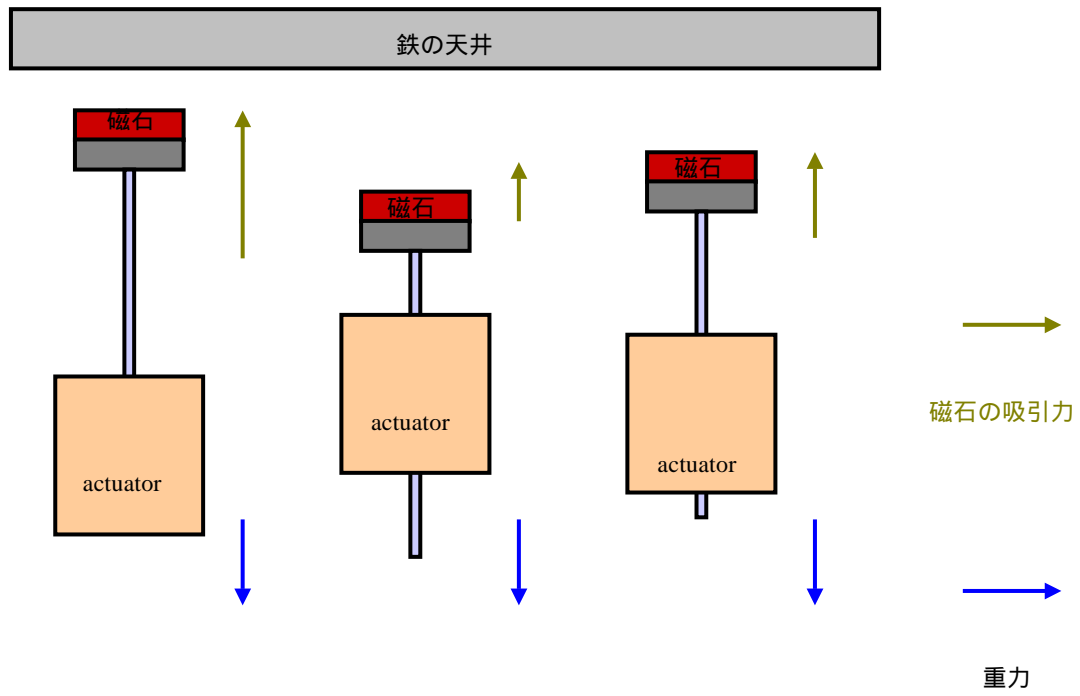 鉄の天井
磁石
磁石
磁石
actuator
actuator
actuator
磁石の吸引力
重力